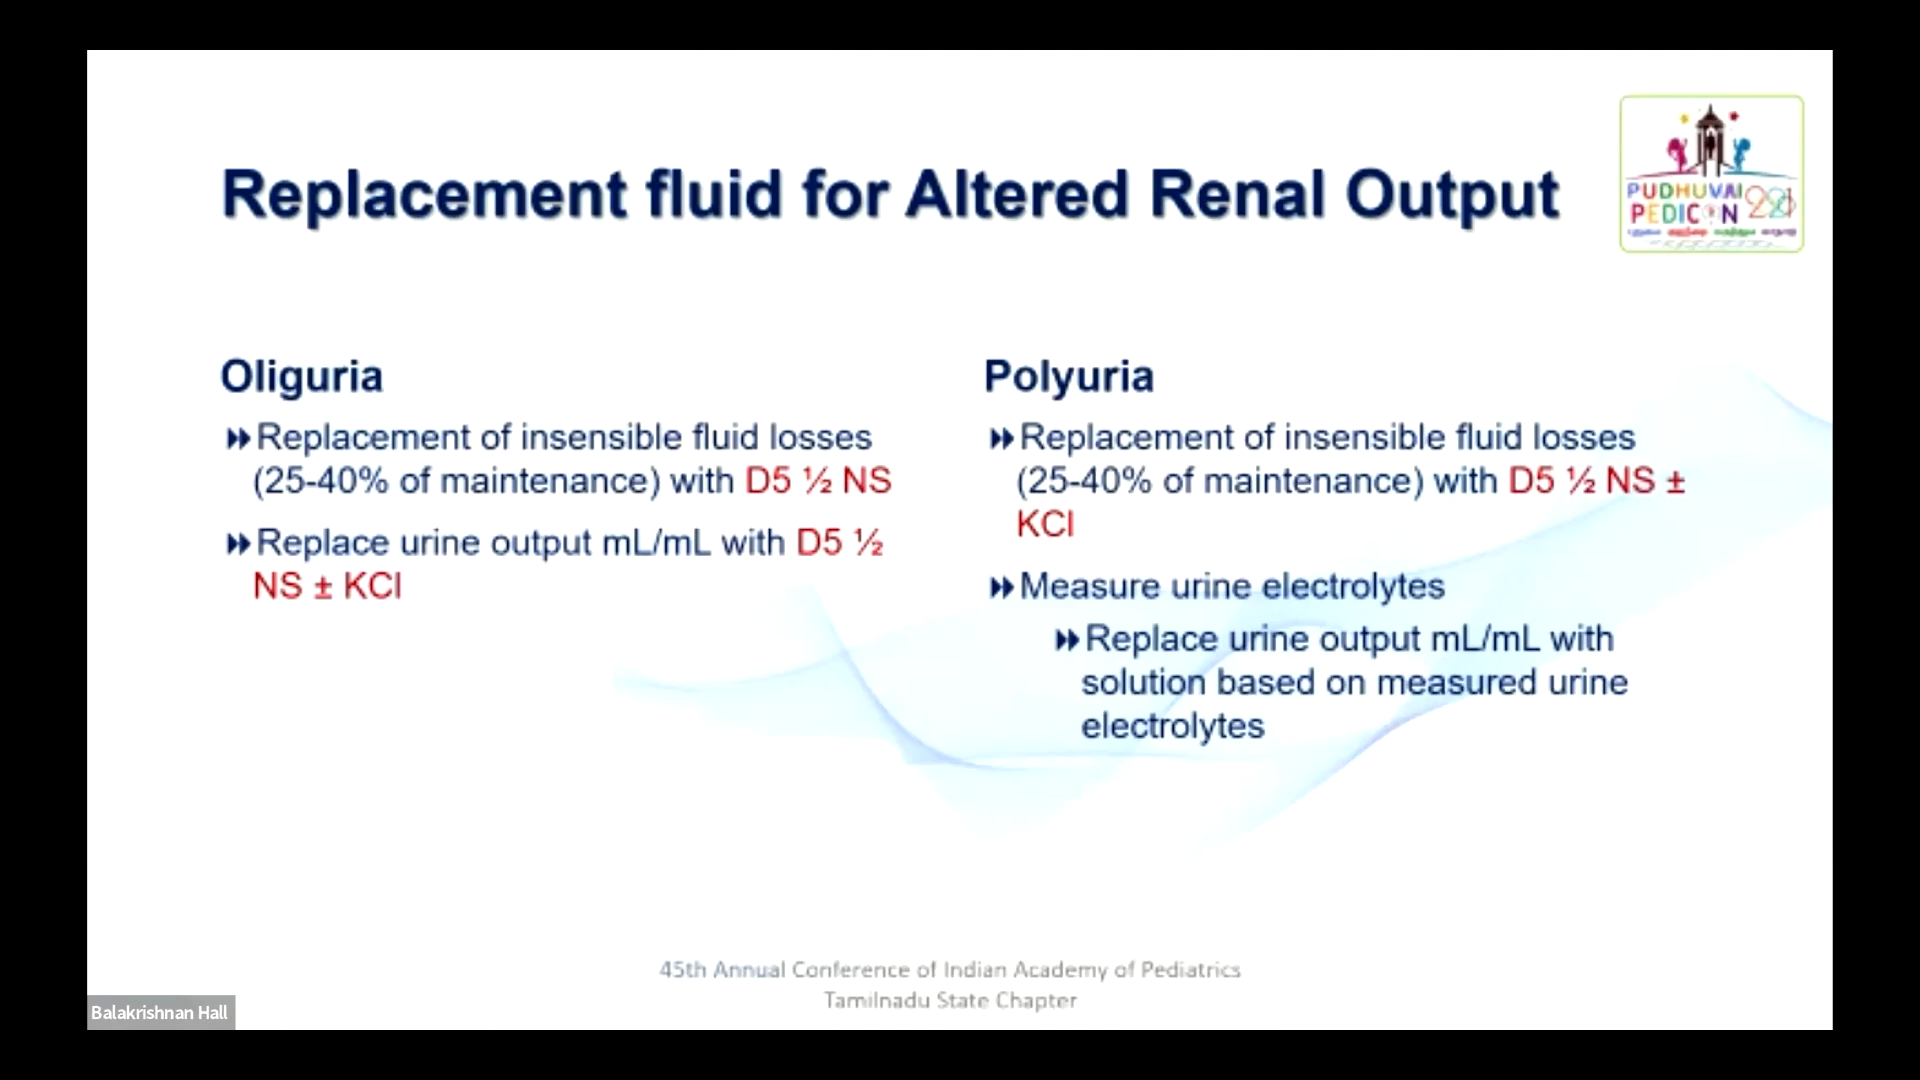 Replacement fluid for Altered Renal Output
PUDHUVAI
PEDICON
Oliguria
Replacement of insensible fluid losses
(25-40% of maintenance) with D5 ½ NS
Replace urine output mL/mL with D5 ½
NS ± KCl
Polyuria
Replacement of insensible fluid losses
(25-40% of maintenance) with D5 ½ NS ±
KCl
Measure urine electrolytes
Replace urine output mL/mL with
solution based on measured urine
electrolytes
45th Annual Conference of Indian Academy of Pediatrics
Tamilnadu State Chapter
Balakrishnan Hall